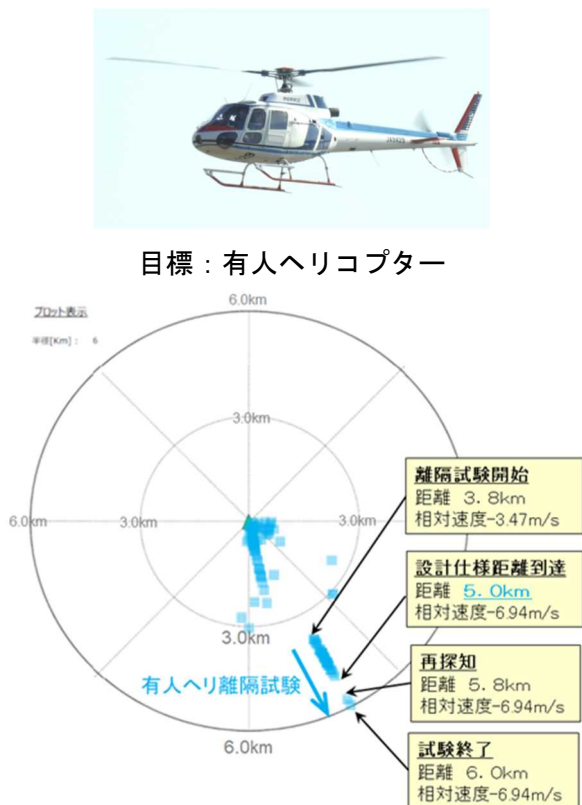 目標：有人ヘリコプター
プロット表示
半径[Km]： 6
6.0km
3.0km
6.0km
3.0km
3.0km
3.0km
6.0km
有人ヘリ離隔試験
離隔試験開始
距離 3.8km
相対速度-3.47m/s
設計仕様距離到達
距離 5.0km
相対速度-6.94m/s
再探知
距離 5.8km
相対速度-6.94m/s
試験終了
距離 6.0km
相対速度-6.94m/s